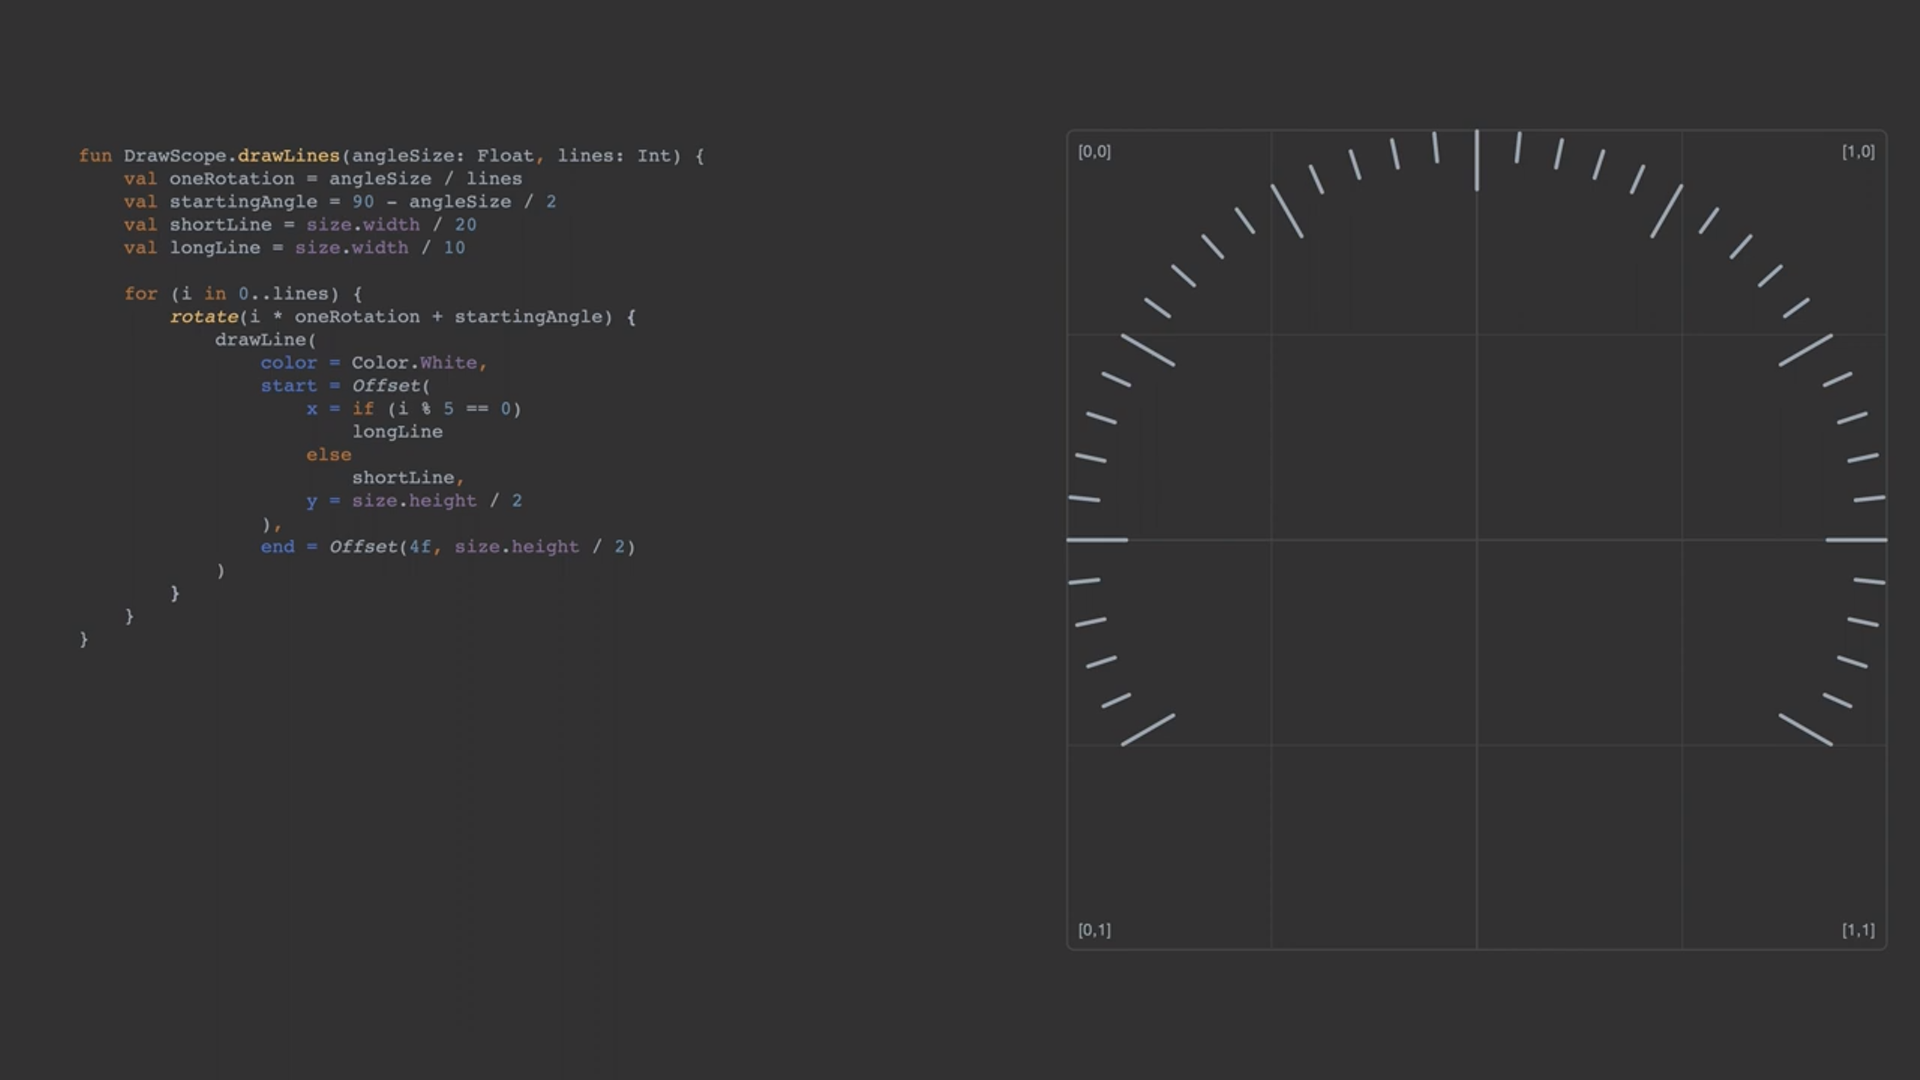 fun DrawScope.drawLines(angleSize: Float, lines: Int) {
    val oneRotation = angleSize / lines
    val startingAngle = 90 - angleSize / 2
    val shortLine = size.width / 20
    val longLine = size.width / 10

    for (i in 0..lines) {
        rotate(i * oneRotation + startingAngle) {
            drawLine(
                color = Color.White,
                start = Offset(
                    x = if (i % 5 == 0)
                        longLine
                    else
                        shortLine,
                    y = size.height / 2
                ),
                end = Offset(4f, size.height / 2)
            )
        }
    }
}
[0,0]
[1,0]
[0,1]
[1,1]